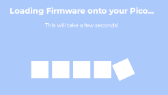 Loading Firmware onto your Pico...
This will take a few seconds!